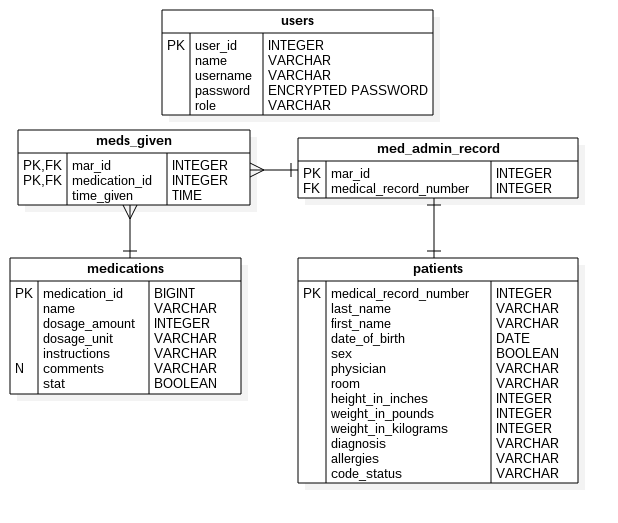 users
PK user_id INTEGER
name VARCHAR
username VARCHAR
password ENCRYPTED PASSWORD
role VARCHAR
meds_given
PK,FK mar_id INTEGER
PK,FK medication_id INTEGER
time_given TIME
med_admin_record
PK mar_id INTEGER
FK medical_record_number INTEGER
medications
PK medication_id BIGINT
name VARCHAR
dosage_amount INTEGER
dosage_unit VARCHAR
instructions VARCHAR
N comments VARCHAR
stat BOOLEAN
patients
PK medical_record_number INTEGER
last_name VARCHAR
first_name VARCHAR
date_of_birth DATE
sex BOOLEAN
physician VARCHAR
room VARCHAR
height_in_inches INTEGER
weight_in_pounds INTEGER
weight_in_kilograms INTEGER
diagnosis VARCHAR
allergies VARCHAR
code_status VARCHAR